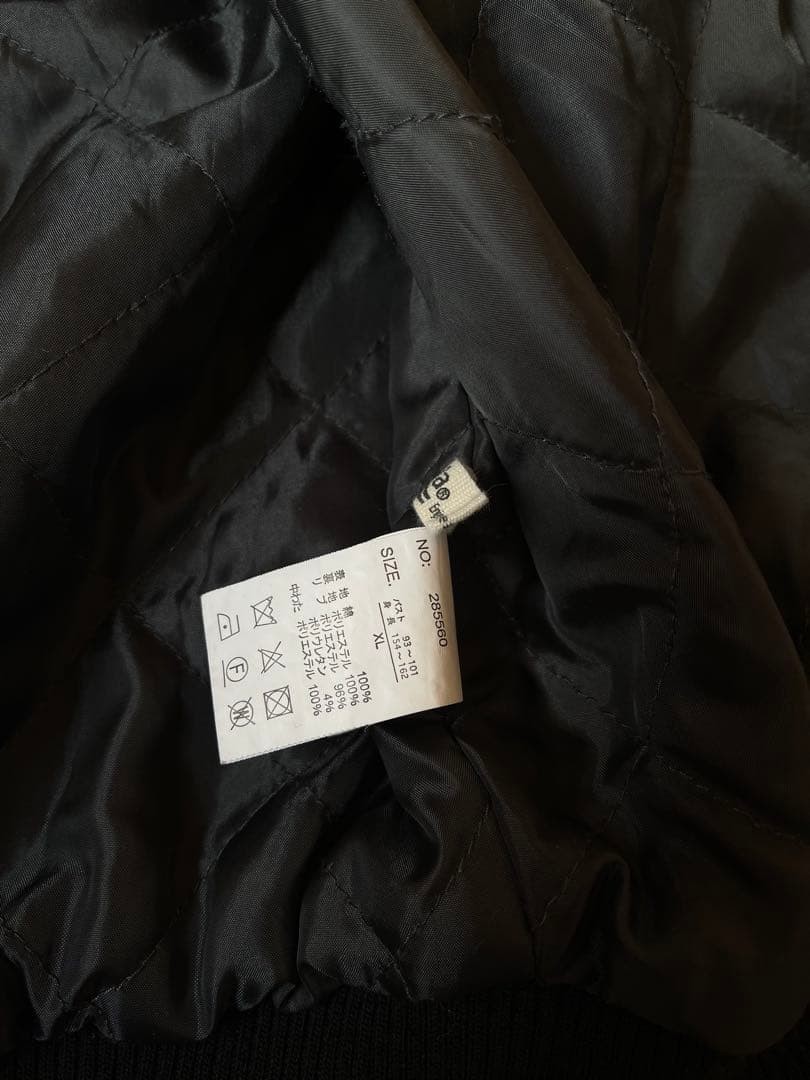 a®
NO: 285560
SIZE.
バスト 93～101
身長 154～162
XL
表地 綿 100%
裏地 ポリエステル 100%
リブ ポリエステル 96%
ポリウレタン 4%
中わた ポリエステル 100%
F
W